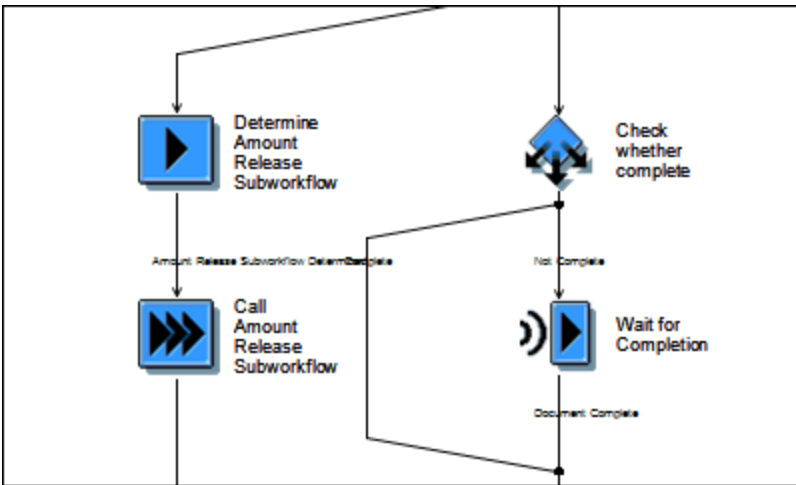 Determine
Amount
Release
Subworkflow
Check
whether
complete
Amount Release Subworkflow Determined
Complete
Not Complete
Call
Amount
Release
Subworkflow
Wait for
Completion
Document Complete